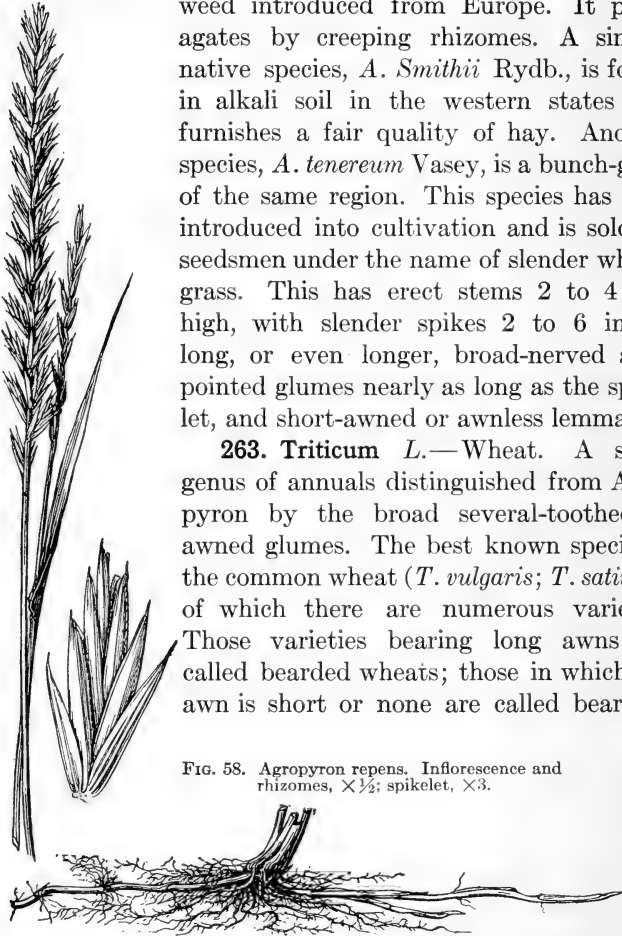 weed introduced from Europe. It p
agates by creeping rhizomes. A sin
native species, A. Smithii Rydb., is fo
in alkali soil in the western states
furnishes a fair quality of hay. Ano
species, A. tenereum Vasey, is a bunch-g
of the same region. This species has
introduced into cultivation and is sold
seedsmen under the name of slender wh
grass. This has erect stems 2 to 4
high, with slender spikes 2 to 6 in
long, or even longer, broad-nerved a
pointed glumes nearly as long as the sp
let, and short-awned or awnless lemma
263. Triticum L.—Wheat. A s
genus of annuals distinguished from A
pyron by the broad several-toothed
awned glumes. The best known speci
the common wheat (T. vulgaris; T. sati
of which there are numerous varie
Those varieties bearing long awns
called bearded wheats; those in which
awn is short or none are called bear
FIG. 58. Agropyron repens. Inflorescence and
rhizomes, ×½; spikelet, ×3.